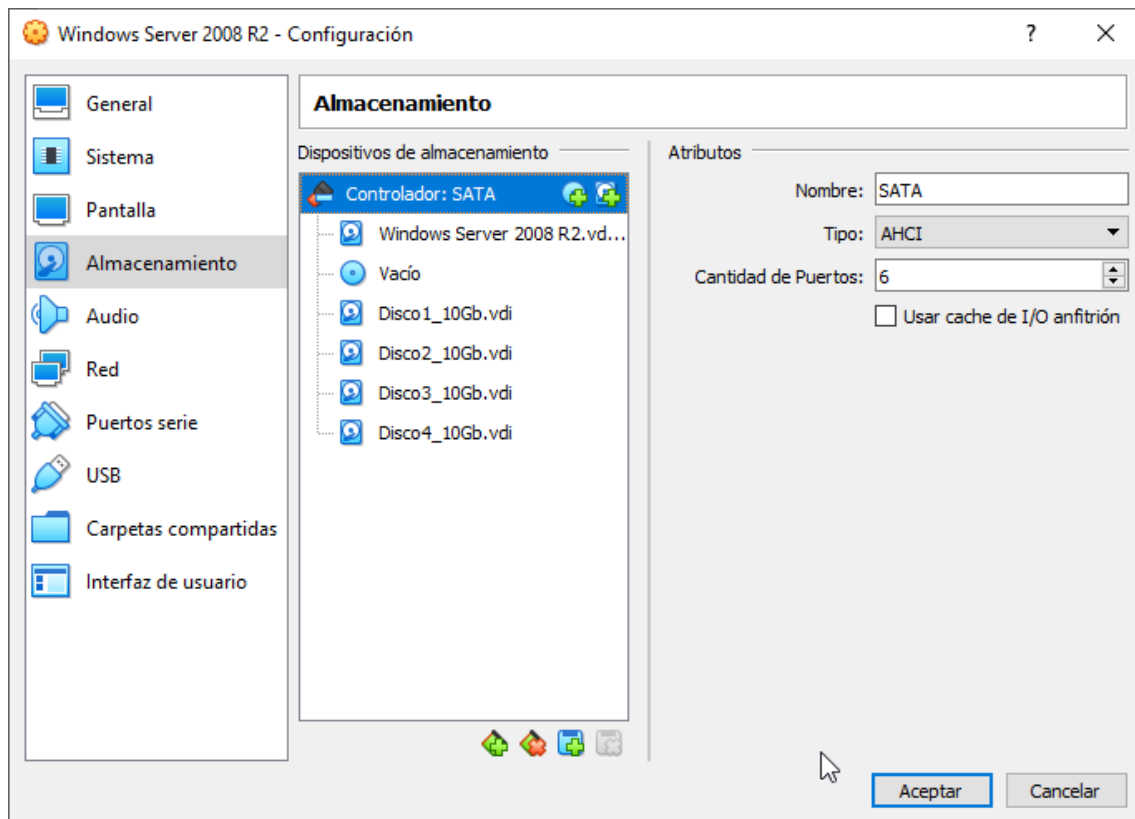 Windows Server 2008 R2 - Configuración
?
General
Sistema
Pantalla
Almacenamiento
Audio
Red
Puertos serie
USB
Carpetas compartidas
Interfaz de usuario
Almacenamiento
Dispositivos de almacenamiento
Controlador: SATA
Windows Server 2008 R2.vd...
Vacío
Disco1_10Gb.vdi
Disco2_10Gb.vdi
Disco3_10Gb.vdi
Disco4_10Gb.vdi
Atributos
Nombre: SATA
Tipo: AHCI
Cantidad de Puertos: 6
Usar cache de I/O anfitrión
Aceptar
Cancelar